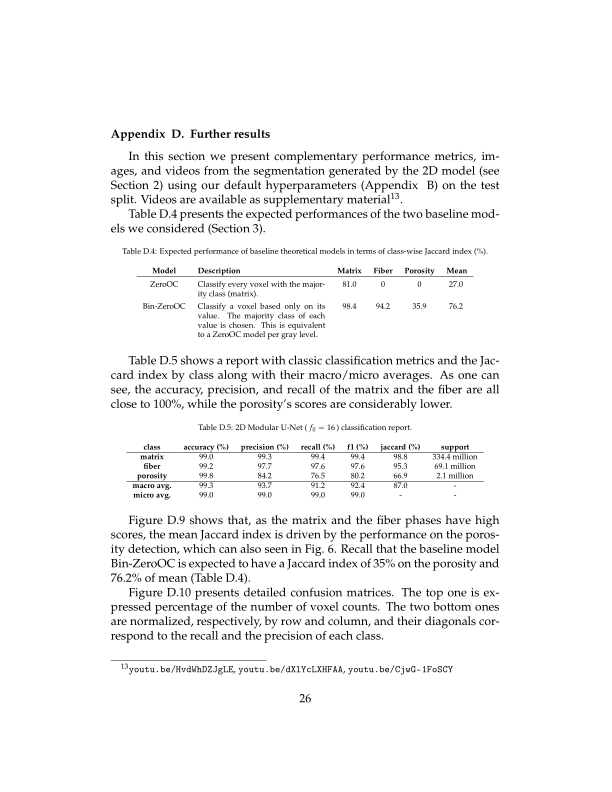 Appendix D. Further results
In this section we present complementary performance metrics, im-
ages, and videos from the segmentation generated by the 2D model (see
Section 2) using our default hyperparameters (Appendix B) on the test
split. Videos are available as supplementary material13.
Table D.4 presents the expected performances of the two baseline mod-
els we considered (Section 3).
Table D.4: Expected performance of baseline theoretical models in terms of class-wise Jaccard index (%).
Model Description Matrix Fiber Porosity Mean
ZeroOC Classify every voxel with the major- 81.0 0 0 27.0
ity class (matrix).
Bin-ZeroOC Classify a voxel based only on its 98.4 94.2 35.9 76.2
value. The majority class of each
value is chosen. This is equivalent
to a ZeroOC model per gray level.
Table D.5 shows a report with classic classification metrics and the Jac-
card index by class along with their macro/micro averages. As one can
see, the accuracy, precision, and recall of the matrix and the fiber are all
close to 100%, while the porosity's scores are considerably lower.
Table D.5: 2D Modular U-Net ( f0 = 16 ) classification report.
class accuracy (%) precision (%) recall (%) f1 (%) jaccard (%) support
matrix 99.0 99.3 99.4 99.4 98.8 334.4 million
fiber 99.2 97.7 97.6 97.6 95.3 69.1 million
porosity 99.8 84.2 76.5 80.2 66.9 2.1 million
macro avg. 99.3 93.7 91.2 92.4 87.0 -
micro avg. 99.0 99.0 99.0 99.0 - -
Figure D.9 shows that, as the matrix and the fiber phases have high
scores, the mean Jaccard index is driven by the performance on the poros-
ity detection, which can also seen in Fig. 6. Recall that the baseline model
Bin-ZeroOC is expected to have a Jaccard index of 35% on the porosity and
76.2% of mean (Table D.4).
Figure D.10 presents detailed confusion matrices. The top one is ex-
pressed percentage of the number of voxel counts. The two bottom ones
are normalized, respectively, by row and column, and their diagonals cor-
respond to the recall and the precision of each class.
13youtu.be/HvdWhDZJgLE, youtu.be/dXlYcLXHFAA, youtu.be/CjwG-1FoSCY
26